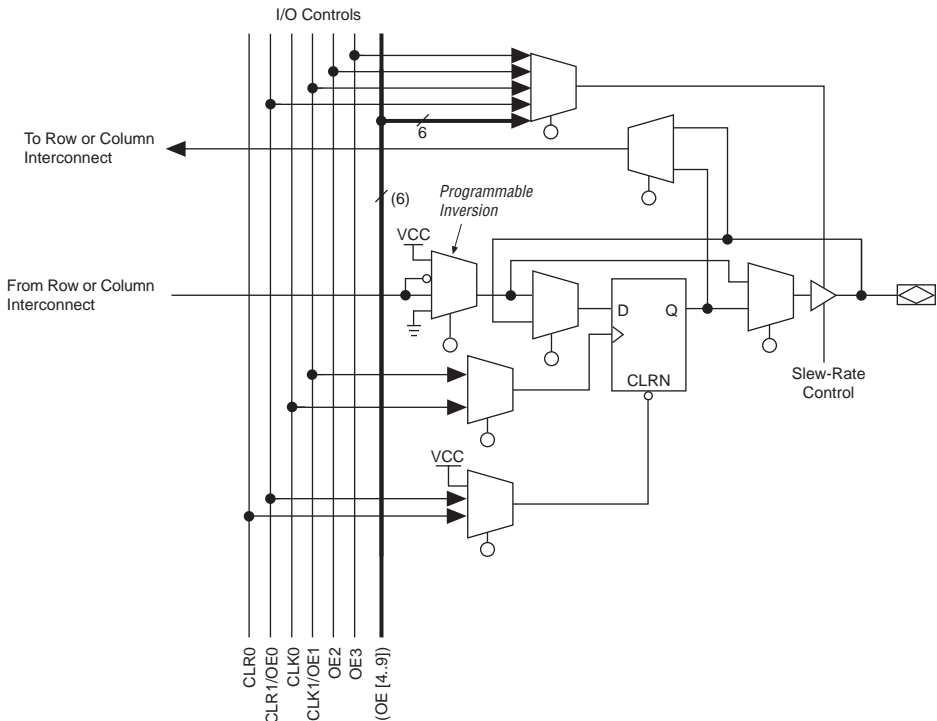 I/O Controls
6
To Row or Column
Interconnect
(6)
Programmable
Inversion
VCC
From Row or Column
Interconnect
D
Q
CLRN
Slew-Rate
Control
VCC
CLR0
CLR1/OE0
CLK0
CLK1/OE1
OE2
OE3
(OE [4..9])